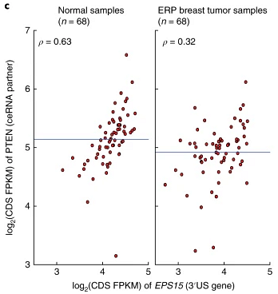 c
Normal samples
(n = 68)
ERP breast tumor samples
(n = 68)
ρ = 0.63
ρ = 0.32
log2(CDS FPKM) of PTEN (ceRNA partner)
7
6
5
4
3
3 4 5
3 4 5
log2(CDS FPKM) of EPS15 (3′US gene)